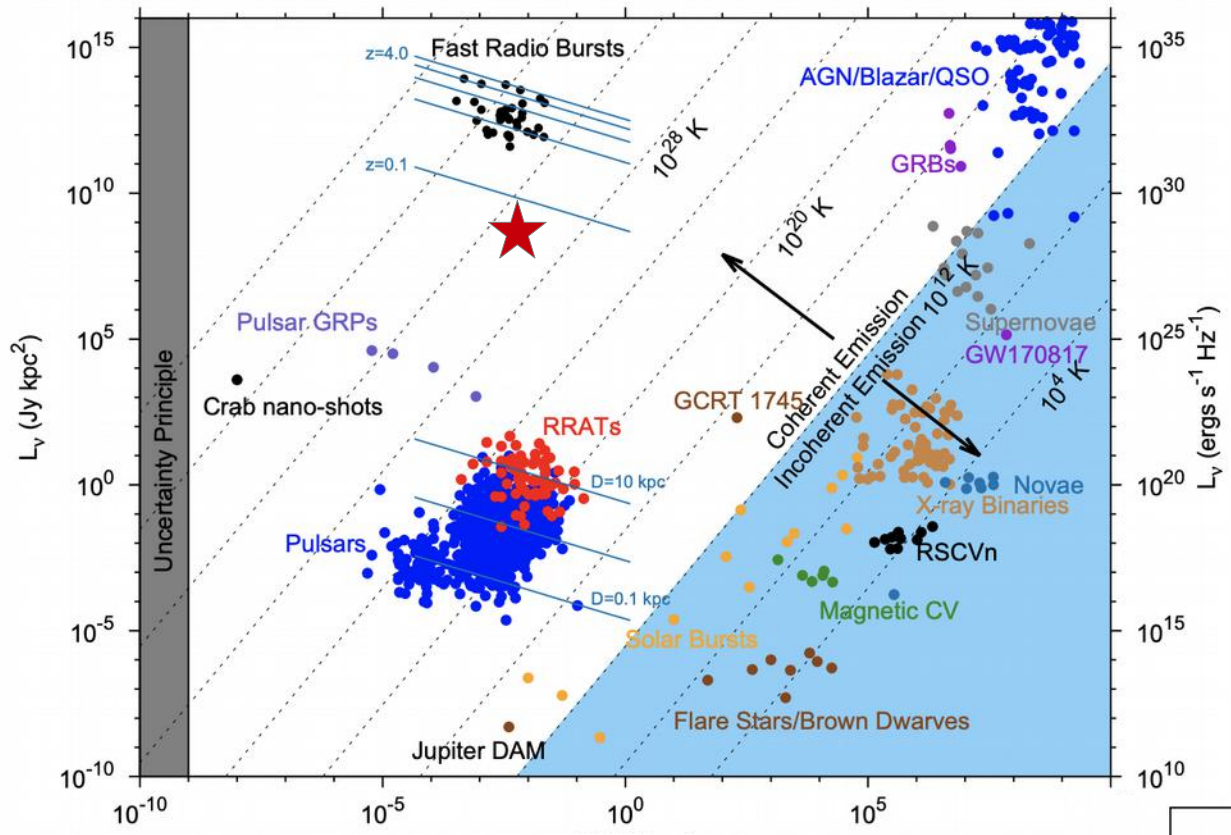 10^15
10^10
10^5
10^0
10^-5
10^-10
L_ν (Jy kpc^2)
Uncertainty Principle
z=4.0
Fast Radio Bursts
z=0.1
10^28 K
10^20 K
AGN/Blazar/QSO
GRBs
Pulsar GRPs
Crab nano-shots
Coherent Emission
Incoherent Emission 10^12 K
Supernovae
GW170817
10^4 K
GCRT 1745
RRATs
D=10 kpc
Pulsars
D=0.1 kpc
Novae
X-ray Binaries
RSCVn
Magnetic CV
Solar Bursts
Flare Stars/Brown Dwarves
Jupiter DAM
10^35
10^30
10^25
10^20
10^15
10^10
L_ν (ergs s^-1 Hz^-1)
10^-10
10^-5
10^0
10^5